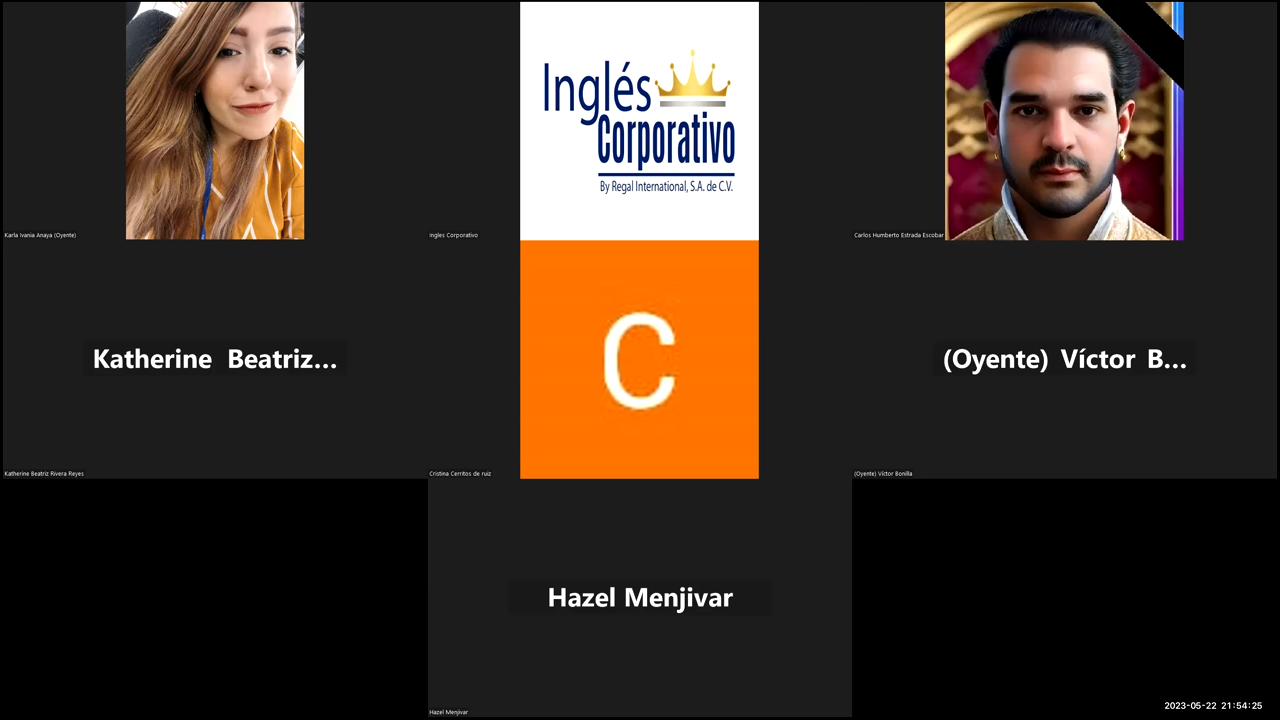 Inglés
Corporativo
By Regal International, S.A. de C.V.
Karla Ivania Anaya (Oyente)
Ingles Corporativo
Carlos Humberto Estrada Escobar
Katherine Beatriz...
C
(Oyente) Víctor B...
Katherine Beatriz Rivera Reyes
Cristina Cerritos de ruiz
(Oyente) Víctor Bonilla
Hazel Menjivar
Hazel Menjivar
2023-05-22 21:54:25